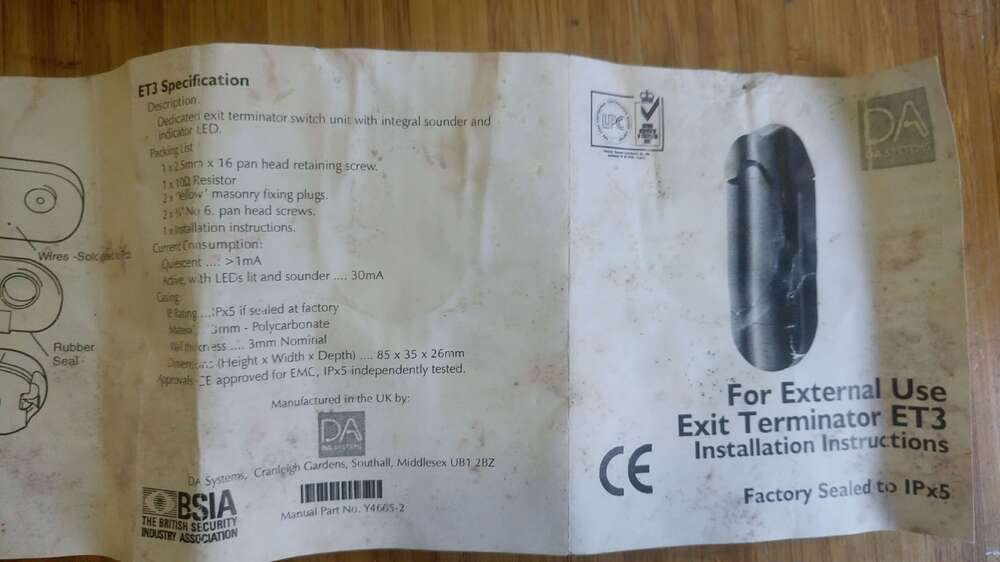 Wires -Sol
Rubber
Seal
ET3 Specification
Description.
Dedicated exit terminator switch unit with integral sounder and
indicator LED.
Packing List
1 x 2.5mm x 16 pan head retaining screw.
1 x 10Ω Resistor
2 x 'Yellow' masonry fixing plugs.
2 x ¾" No 6. pan head screws.
1 x Installation instructions.
Current Consumption:
Quiescent .... >1mA
Active, with LEDs lit and sounder .... 30mA
Casing
IP Rating ....IPx5 if sealed at factory
Material 3mm - Polycarbonate
Wall thickness .... 3mm Nominal
Dimensions (Height x Width x Depth) .... 85 x 35 x 26mm
Approvals - CE approved for EMC, IPx5 independently tested.
Manufactured in the UK by:
DA
DA SYSTEMS
DA Systems, Cranleigh Gardens, Southall, Middlesex UB1 2BZ
BSIA
THE BRITISH SECURITY
INDUSTRY ASSOCIATION
Manual Part No. Y4665-2
LPC
DA
DA SYSTEMS
For External Use
Exit Terminator ET3
Installation Instructions
CE
Factory Sealed to IPx5